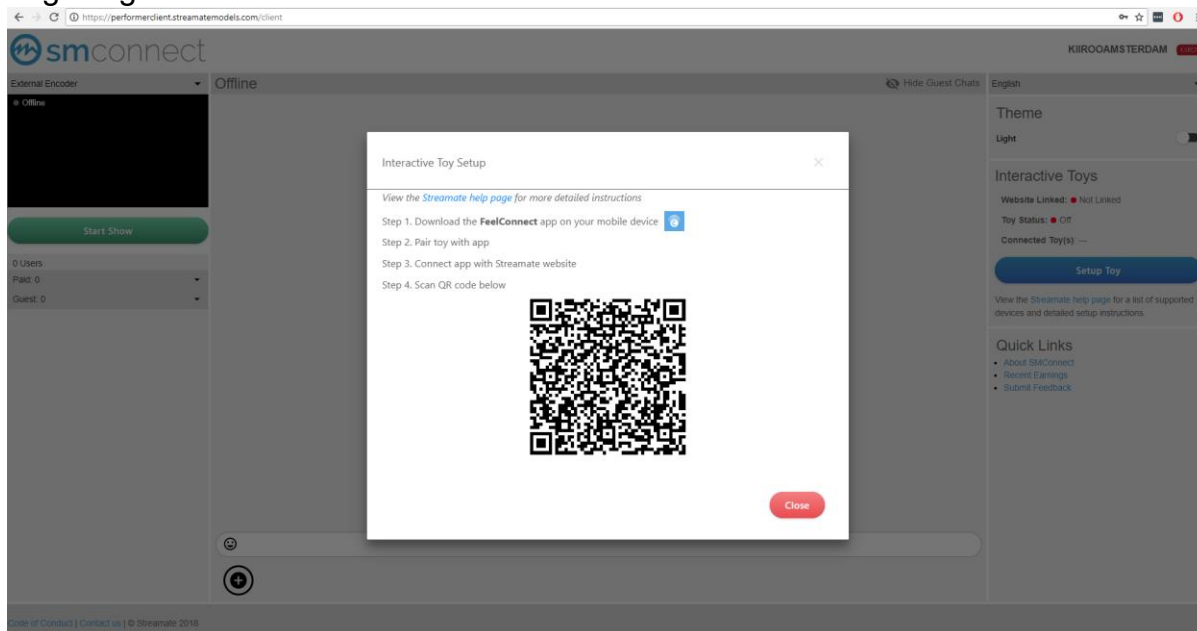 https://performerclient.streamatemodels.com/client
smconnect
KIIROOAMSTERDAM
External Encoder
Offline
Hide Guest Chats
English
Offline
Theme
Light
Interactive Toy Setup
Interactive Toys
View the Streamate help page for more detailed instructions
Website Linked: Not Linked
Step 1. Download the FeelConnect app on your mobile device
Toy Status: Off
Start Show
Step 2. Pair toy with app
Connected Toy(s) —
0 Users
Step 3. Connect app with Streamate website
Setup Toy
Paid: 0
Step 4. Scan QR code below
Guest: 0
View the Streamate help page for a list of supported
devices and detailed setup instructions.
Quick Links
About SMConnect
Recent Earnings
Submit Feedback
Close
Code of Conduct | Contact us | © Streamate 2018